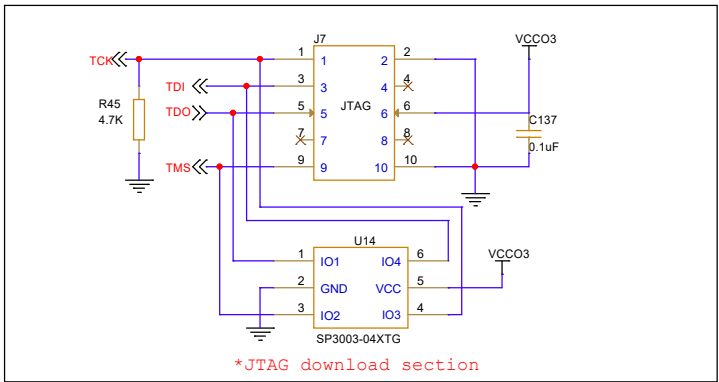 J7
VCCO3
TCK
1 1 2 2
TDI
3 3 4 4
R45
4.7K
TDO
5 5 JTAG 6 6
C137
0.1uF
7 7 8 8
TMS
9 9 10 10
U14
VCCO3
1 IO1 IO4 6
2 GND VCC 5
3 IO2 IO3 4
SP3003-04XTG
*JTAG download section